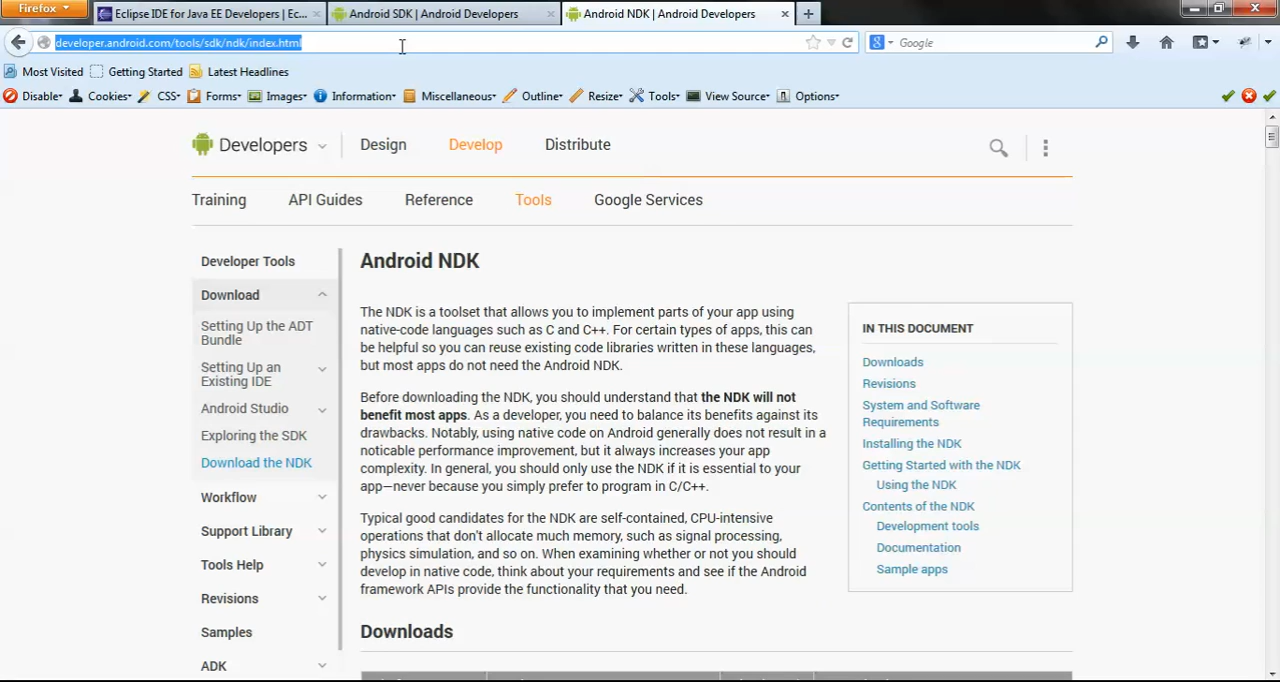 Firefox
Eclipse IDE for Java EE Developers | Ec...
Android SDK | Android Developers
Android NDK | Android Developers
developer.android.com/tools/sdk/ndk/index.html
Google
Most Visited
Getting Started
Latest Headlines
Disable
Cookies
CSS
Forms
Images
Information
Miscellaneous
Outline
Resize
Tools
View Source
Options
Developers
Design
Develop
Distribute
Training
API Guides
Reference
Tools
Google Services
Developer Tools
Download
Setting Up the ADT
Bundle
Setting Up an
Existing IDE
Android Studio
Exploring the SDK
Download the NDK
Workflow
Support Library
Tools Help
Revisions
Samples
ADK
Android NDK
The NDK is a toolset that allows you to implement parts of your app using
native-code languages such as C and C++. For certain types of apps, this can
be helpful so you can reuse existing code libraries written in these languages,
but most apps do not need the Android NDK.
Before downloading the NDK, you should understand that the NDK will not
benefit most apps. As a developer, you need to balance its benefits against its
drawbacks. Notably, using native code on Android generally does not result in a
noticable performance improvement, but it always increases your app
complexity. In general, you should only use the NDK if it is essential to your
app—never because you simply prefer to program in C/C++.
Typical good candidates for the NDK are self-contained, CPU-intensive
operations that don't allocate much memory, such as signal processing,
physics simulation, and so on. When examining whether or not you should
develop in native code, think about your requirements and see if the Android
framework APIs provide the functionality that you need.
Downloads
IN THIS DOCUMENT
Downloads
Revisions
System and Software
Requirements
Installing the NDK
Getting Started with the NDK
Using the NDK
Contents of the NDK
Development tools
Documentation
Sample apps